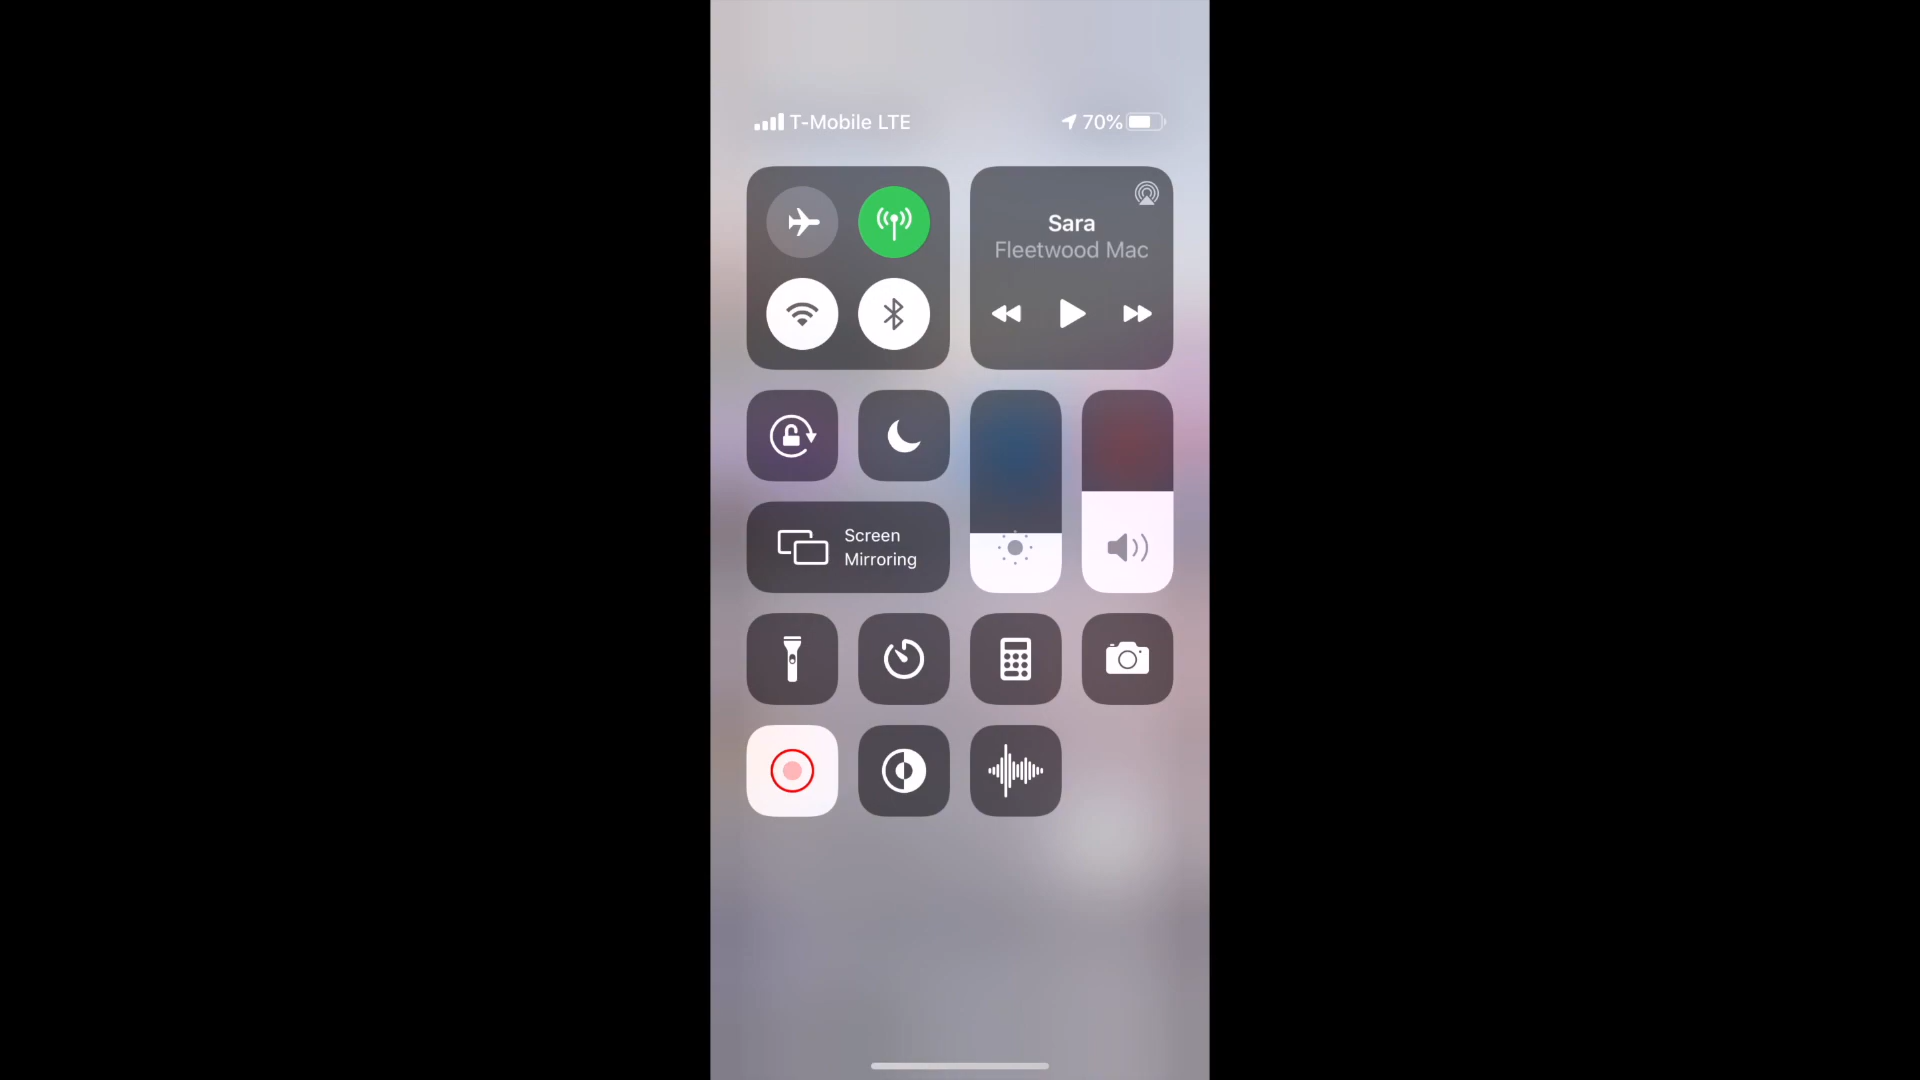 T-Mobile LTE
70%
Sara
Fleetwood Mac
Screen
Mirroring